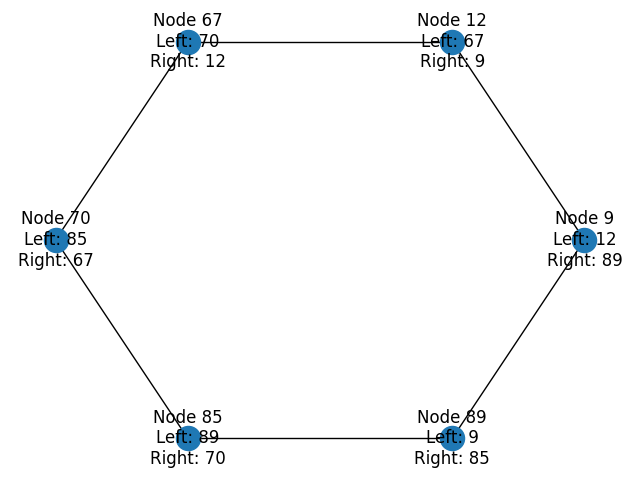 Node 67
Left: 70
Right: 12
Node 12
Left: 67
Right: 9
Node 70
Left: 85
Right: 67
Node 9
Left: 12
Right: 89
Node 85
Left: 89
Right: 70
Node 89
Left: 9
Right: 85